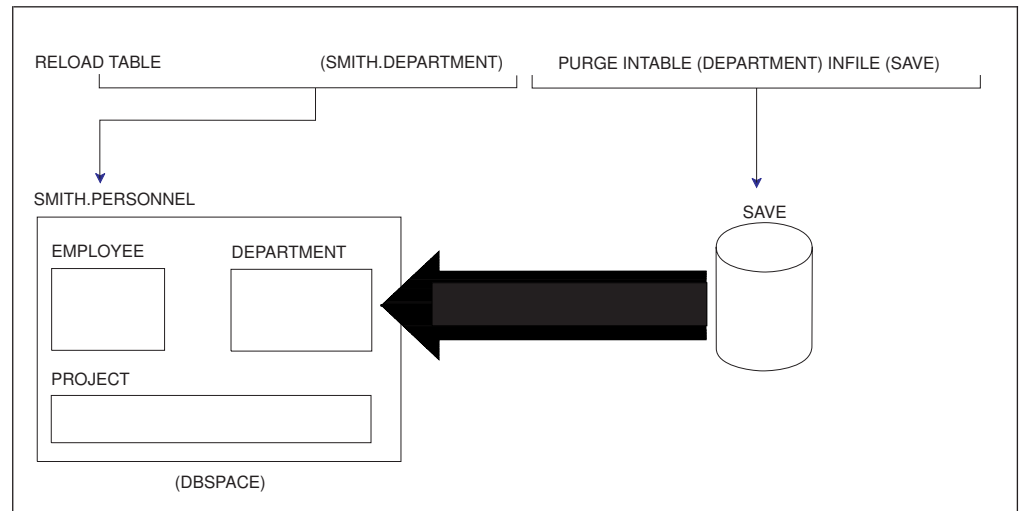 RELOAD TABLE (SMITH.DEPARTMENT) PURGE INTABLE (DEPARTMENT) INFILE (SAVE)
SMITH.PERSONNEL
SAVE
EMPLOYEE DEPARTMENT
PROJECT
(DBSPACE)